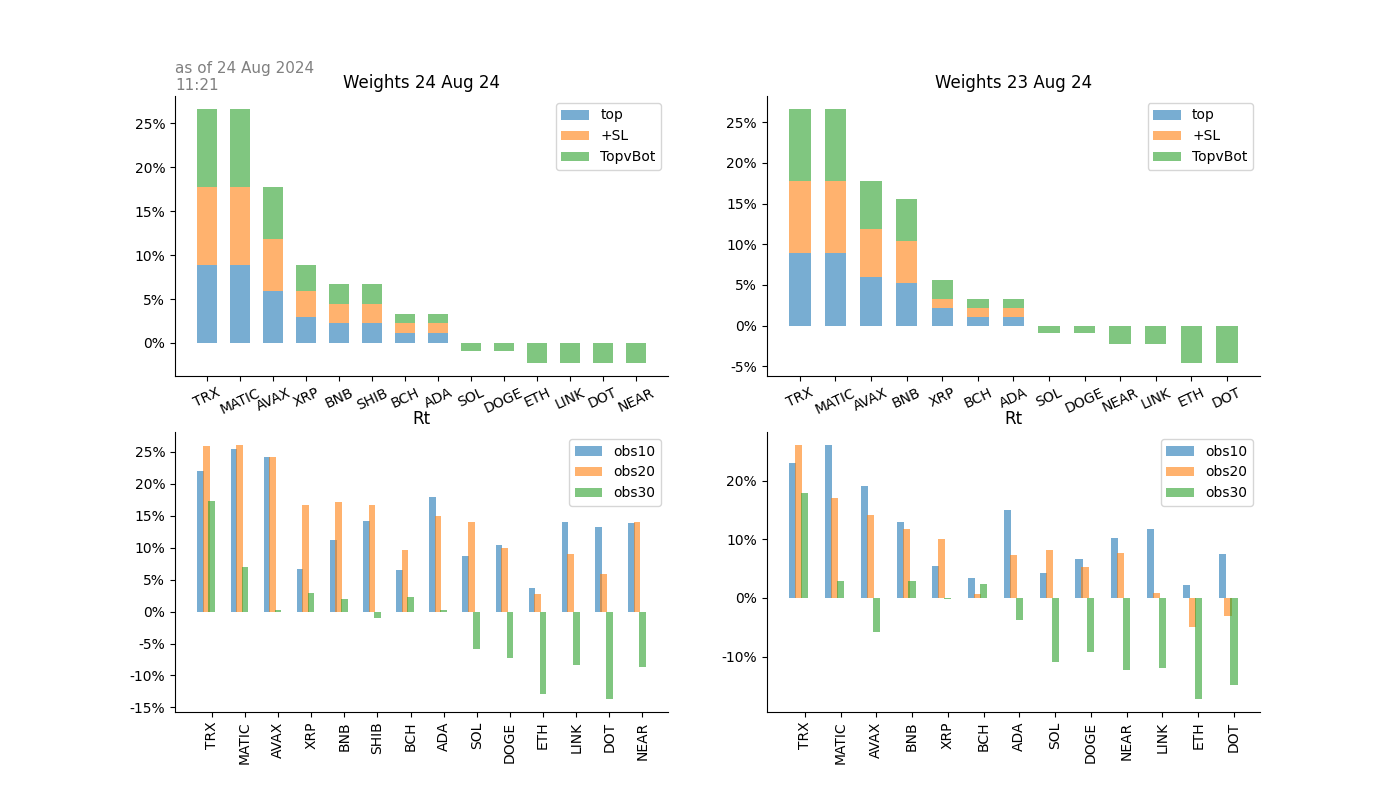 as of 24 Aug 2024
11:21
Weights 24 Aug 24
25%
20%
15%
10%
5%
0%
top
+SL
TopvBot
TRX MATIC AVAX XRP BNB SHIB BCH ADA SOL DOGE ETH LINK DOT NEAR
Weights 23 Aug 24
25%
20%
15%
10%
5%
0%
-5%
top
+SL
TopvBot
TRX MATIC AVAX BNB XRP BCH ADA SOL DOGE NEAR LINK ETH DOT
Rt
25%
20%
15%
10%
5%
0%
-5%
-10%
-15%
obs10
obs20
obs30
TRX MATIC AVAX XRP BNB SHIB BCH ADA SOL DOGE ETH LINK DOT NEAR
Rt
20%
10%
0%
-10%
obs10
obs20
obs30
TRX MATIC AVAX BNB XRP BCH ADA SOL DOGE NEAR LINK ETH DOT